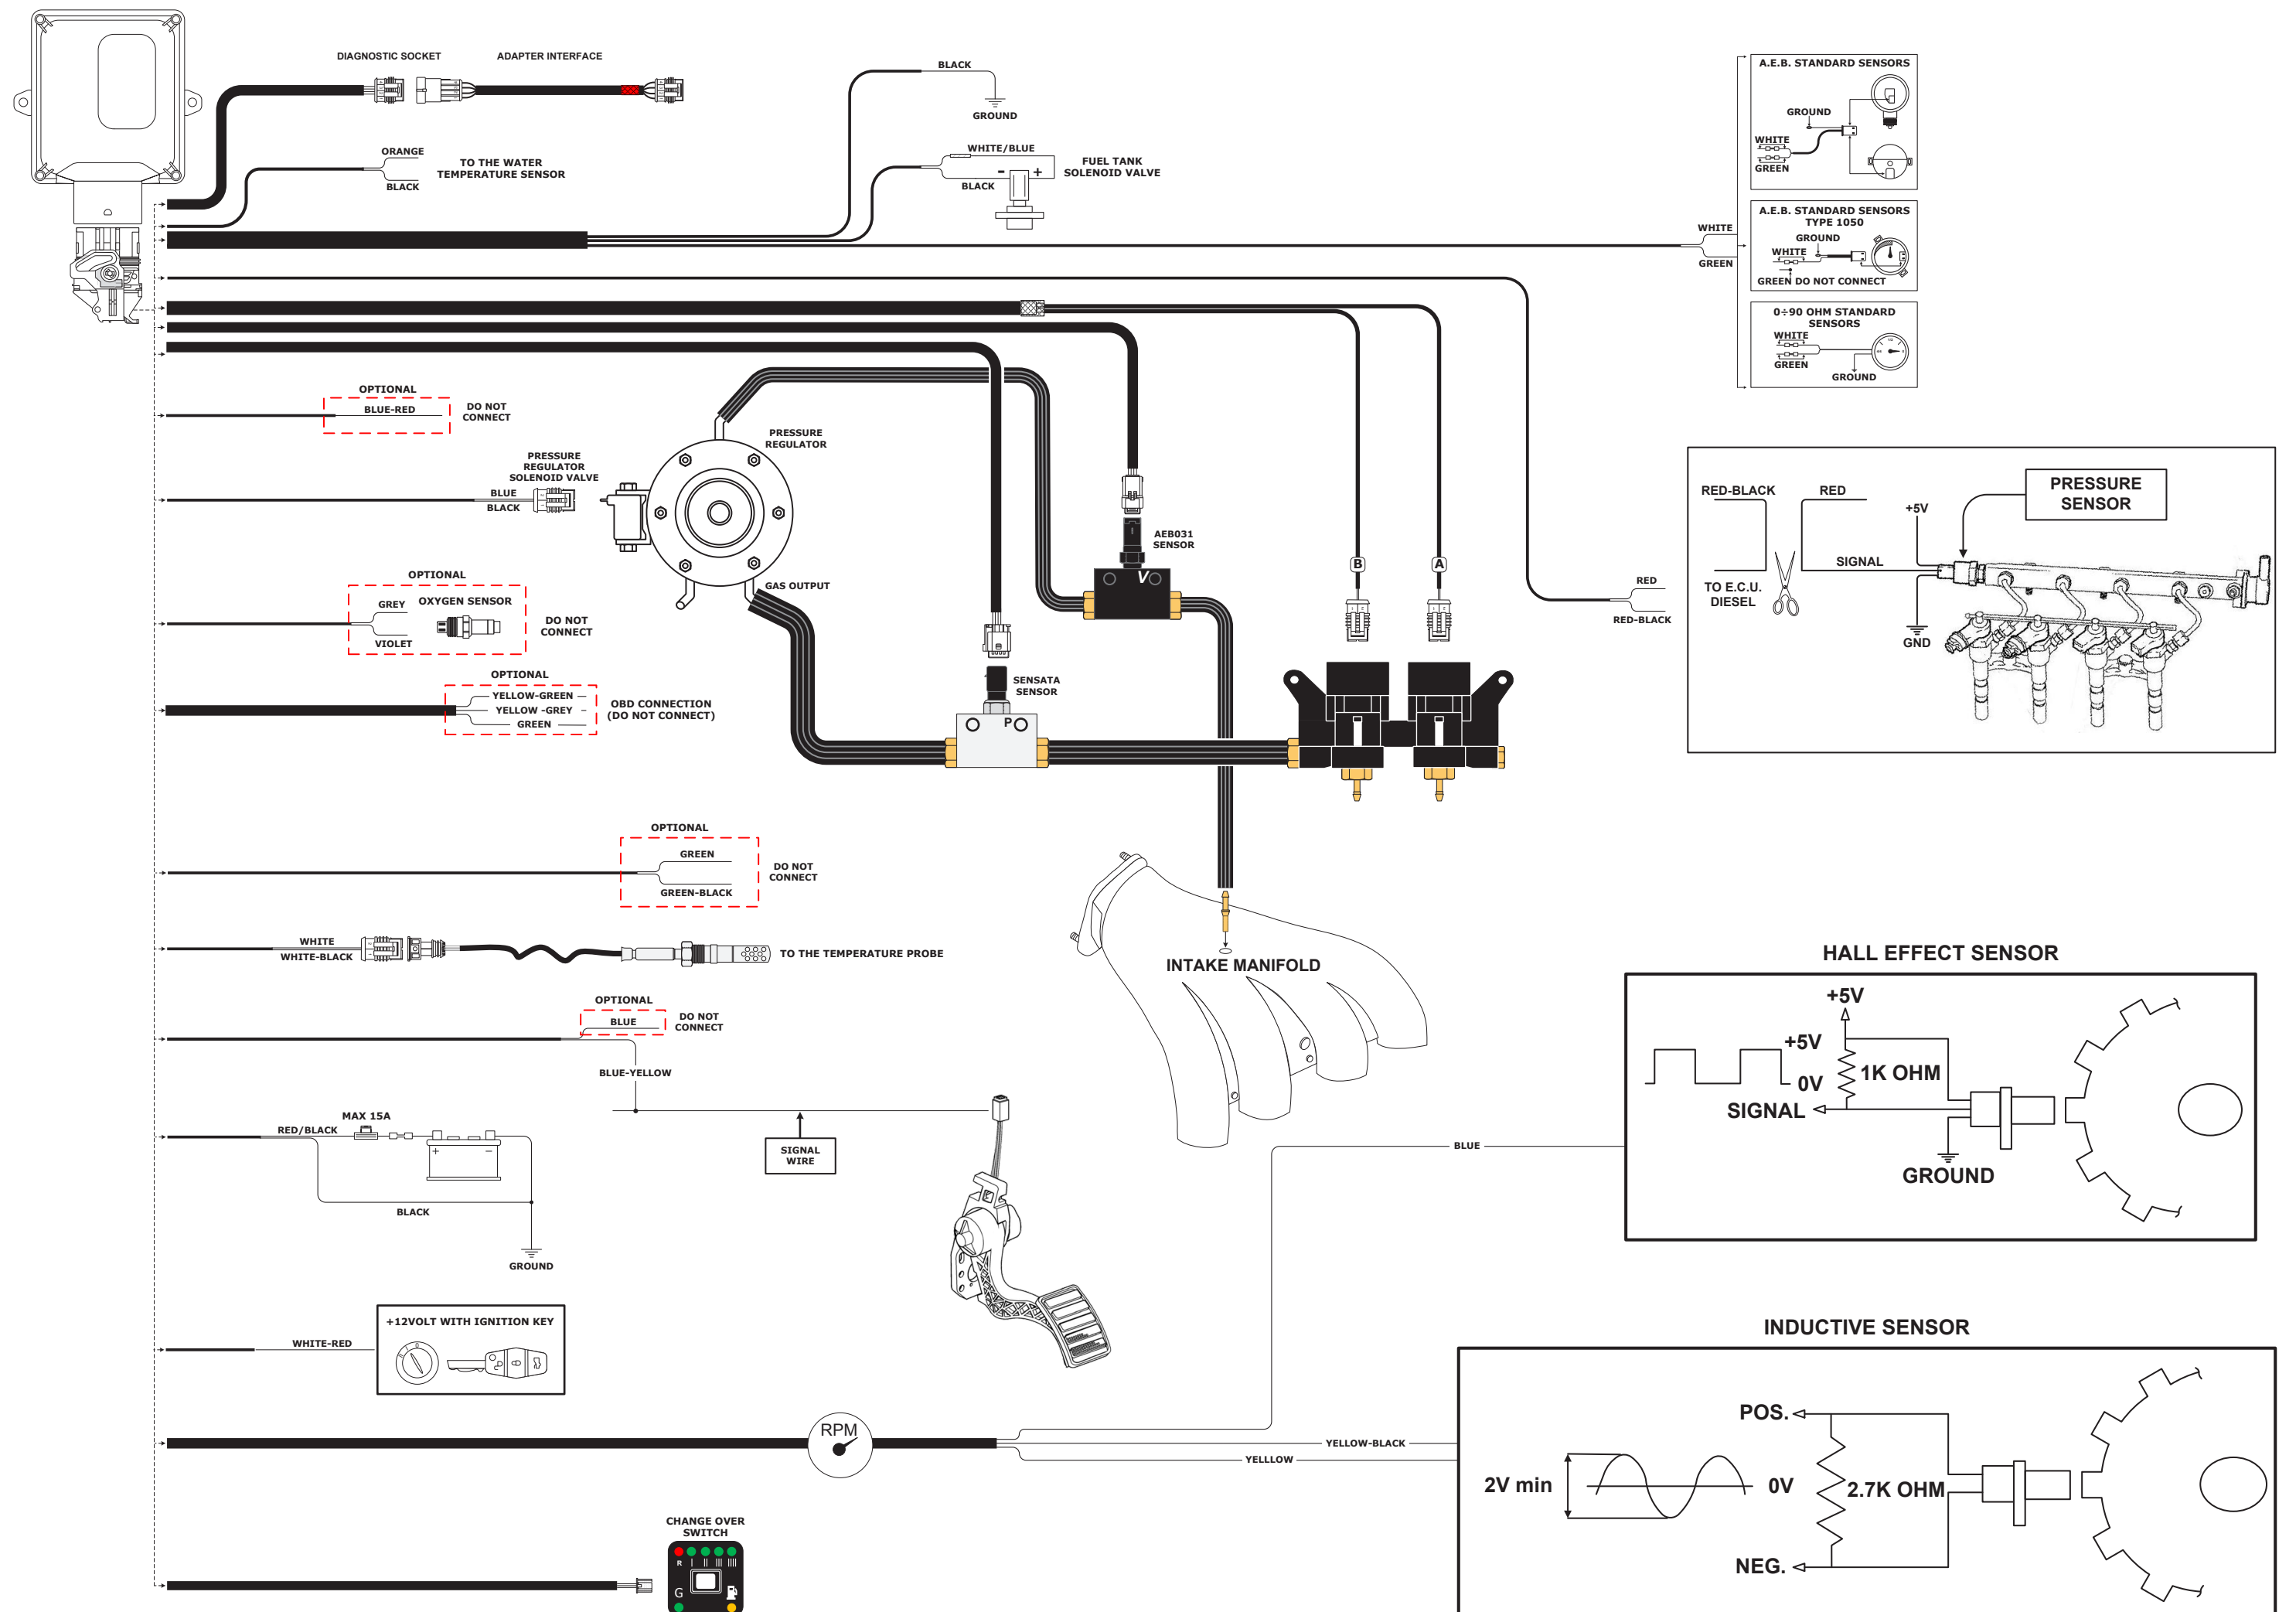 DIAGNOSTIC SOCKET
ADAPTER INTERFACE
ORANGE
BLACK
TO THE WATER
TEMPERATURE SENSOR
BLACK
GROUND
WHITE/BLUE
BLACK
- +
FUEL TANK
SOLENOID VALVE
WHITE
GREEN
A.E.B. STANDARD SENSORS
GROUND
WHITE
GREEN
A.E.B. STANDARD SENSORS
TYPE 1050
GROUND
WHITE
GREEN DO NOT CONNECT
0÷90 OHM STANDARD
SENSORS
WHITE
GREEN
GROUND
OPTIONAL
BLUE-RED
DO NOT
CONNECT
PRESSURE
REGULATOR
SOLENOID VALVE
BLUE
BLACK
PRESSURE
REGULATOR
GAS OUTPUT
AEB031
SENSOR
V
B
A
RED
RED-BLACK
RED-BLACK
RED
SIGNAL
TO E.C.U.
DIESEL
+5V
GND
PRESSURE
SENSOR
OPTIONAL
GREY
OXYGEN SENSOR
VIOLET
DO NOT
CONNECT
SENSATA
SENSOR
P
OPTIONAL
YELLOW-GREEN
YELLOW -GREY
GREEN
OBD CONNECTION
(DO NOT CONNECT)
OPTIONAL
GREEN
GREEN-BLACK
DO NOT
CONNECT
WHITE
WHITE-BLACK
TO THE TEMPERATURE PROBE
INTAKE MANIFOLD
OPTIONAL
BLUE
DO NOT
CONNECT
BLUE-YELLOW
SIGNAL
WIRE
MAX 15A
RED/BLACK
+ -
BLACK
GROUND
+12VOLT WITH IGNITION KEY
WHITE-RED
HALL EFFECT SENSOR
+5V
+5V
0V
1K OHM
SIGNAL
GROUND
BLUE
RPM
YELLOW-BLACK
YELLLOW
INDUCTIVE SENSOR
POS.
2V min
0V
2.7K OHM
NEG.
CHANGE OVER
SWITCH
R I II III IIII
G